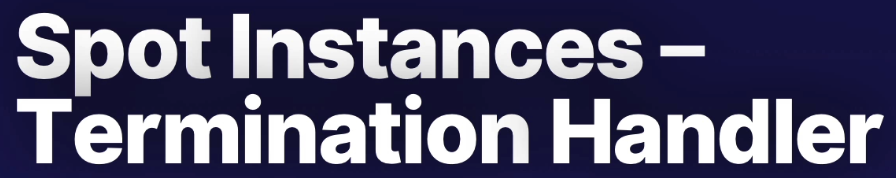 Spot Instances –
Termination Handler